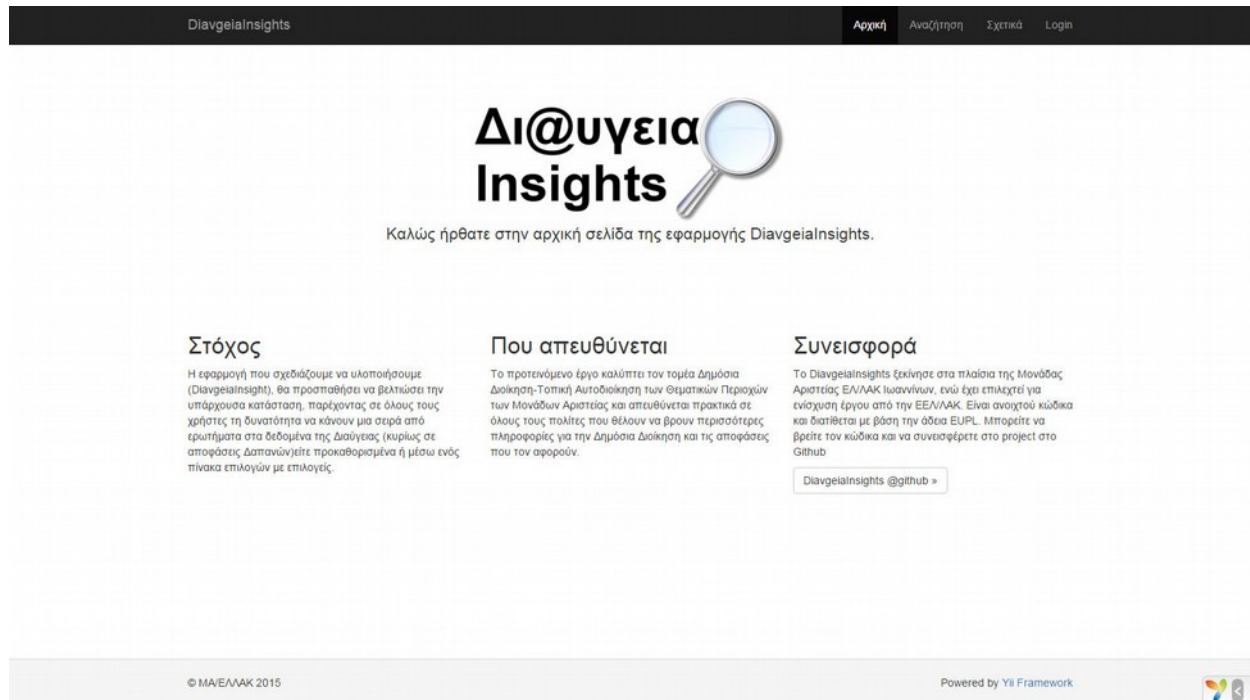 DiavgeiaInsights
Αρχική Αναζήτηση Σχετικά Login
Δι@υγεια
Insights
Καλώς ήρθατε στην αρχική σελίδα της εφαρμογής DiavgeiaInsights.
Στόχος
Η εφαρμογή που σχεδιάζουμε να υλοποιήσουμε
(DiavgeiaInsight), θα προσπαθήσει να βελτιώσει την
υπάρχουσα κατάσταση, παρέχοντας σε όλους τους
χρήστες τη δυνατότητα να κάνουν μια σειρά από
ερωτήματα στα δεδομένα της Διαύγειας (κυρίως σε
αποφάσεις Δαπανών)είτε προκαθορισμένα ή μέσω ενός
πίνακα επιλογών με επιλογείς.
Που απευθύνεται
Το προτεινόμενο έργο καλύπτει τον τομέα Δημόσια
Διοίκηση-Τοπική Αυτοδιοίκηση των Θεματικών Περιοχών
των Μονάδων Αριστείας και απευθύνεται πρακτικά σε
όλους τους πολίτες που θέλουν να βρουν περισσότερες
πληροφορίες για την Δημόσια Διοίκηση και τις αποφάσεις
που τον αφορούν.
Συνεισφορά
Το DiavgeiaInsights ξεκίνησε στα πλαίσια της Μονάδας
Αριστείας ΕΛ/ΛΑΚ Ιωαννίνων, ενώ έχει επιλεχτεί για
ενίσχυση έργου από την ΕΕΛ/ΛΑΚ. Είναι ανοιχτού κώδικα
και διατίθεται με βάση την άδεια EUPL. Μπορείτε να
βρείτε τον κώδικα και να συνεισφέρετε στο project στο
Github
DiavgeiaInsights @github »
© ΜΑ/ΕΛΛΑΚ 2015
Powered by Yii Framework